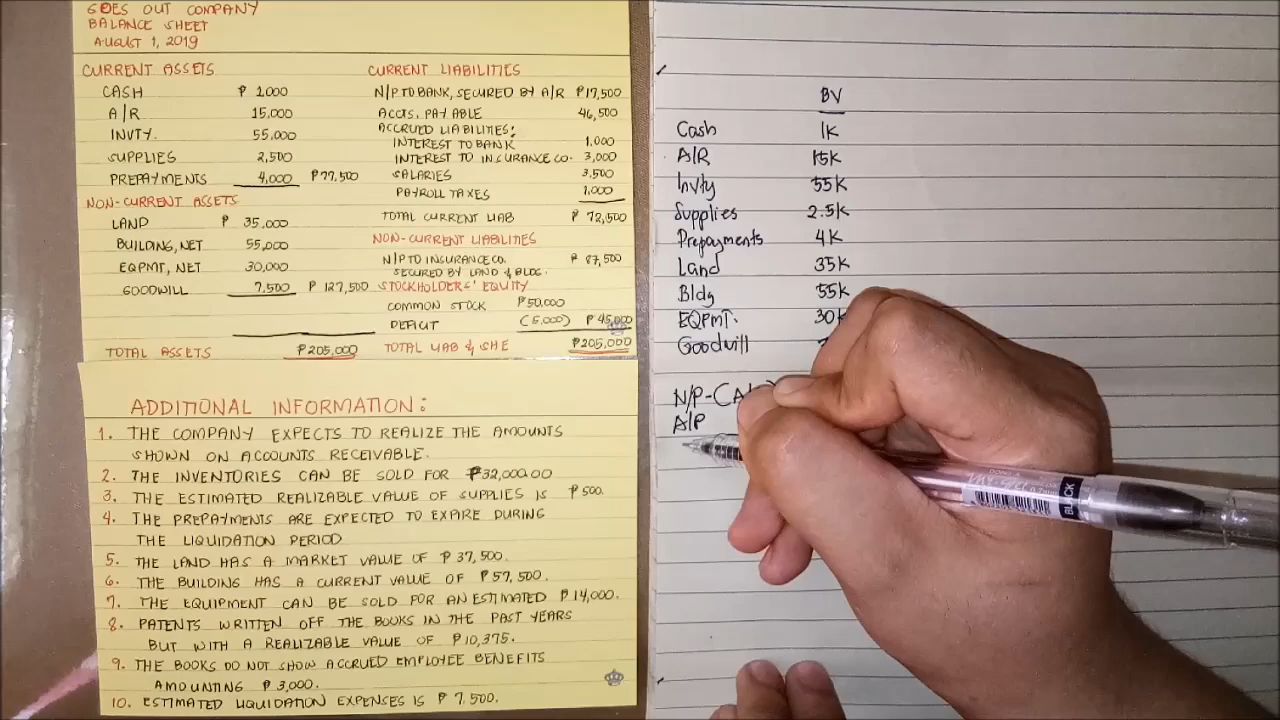 GOES OUT COMPANY
BALANCE SHEET
AUGUST 1, 2019
CURRENT ASSETS
CASH ₱ 1,000
A/R 15,000
INVTY. 55,000
SUPPLIES 2,500
PREPAYMENTS 4,000 ₱77,500
NON-CURRENT ASSETS
LAND ₱ 35,000
BUILDING, NET 55,000
EQPMT, NET 30,000
GOODWILL 7,500 ₱ 127,500
TOTAL ASSETS ₱205,000
CURRENT LIABILITIES
N/P TO BANK, SECURED BY A/R ₱17,500
ACCTS. PAYABLE 46,500
ACCRUED LIABILITIES:
INTEREST TO BANK 1,000
INTEREST TO INSURANCE CO. 3,000
SALARIES 3,500
PAYROLL TAXES 1,000
TOTAL CURRENT LIAB ₱ 72,500
NON-CURRENT LIABILITIES
N/P TO INSURANCE CO. ₱ 87,500
SECURED BY LAND & BLDG.
STOCKHOLDERS' EQUITY
COMMON STOCK ₱50,000
DEFICIT (5,000) ₱ 45,000
TOTAL LIAB & SHE ₱205,000
ADDITIONAL INFORMATION:
1. THE COMPANY EXPECTS TO REALIZE THE AMOUNTS
SHOWN ON ACCOUNTS RECEIVABLE.
2. THE INVENTORIES CAN BE SOLD FOR ₱32,000.00
3. THE ESTIMATED REALIZABLE VALUE OF SUPPLIES IS ₱500.
4. THE PREPAYMENTS ARE EXPECTED TO EXPIRE DURING
THE LIQUIDATION PERIOD
5. THE LAND HAS A MARKET VALUE OF ₱ 37,500.
6. THE BUILDING HAS A CURRENT VALUE OF ₱57,500.
7. THE EQUIPMENT CAN BE SOLD FOR AN ESTIMATED ₱14,000.
8. PATENTS WRITTEN OFF THE BOOKS IN THE PAST YEARS
BUT WITH A REALIZABLE VALUE OF ₱10,375.
9. THE BOOKS DO NOT SHOW ACCRUED EMPLOYEE BENEFITS
AMOUNTING ₱ 3,000.
10. ESTIMATED LIQUIDATION EXPENSES IS ₱ 7,500.
BV
Cash 1K
A/R 15K
Invty 55K
Supplies 2.5K
Prepayments 4K
Land 35K
Bldg 55K
EQPMT. 30K
Goodwill
N/P-
A/P
BLACK